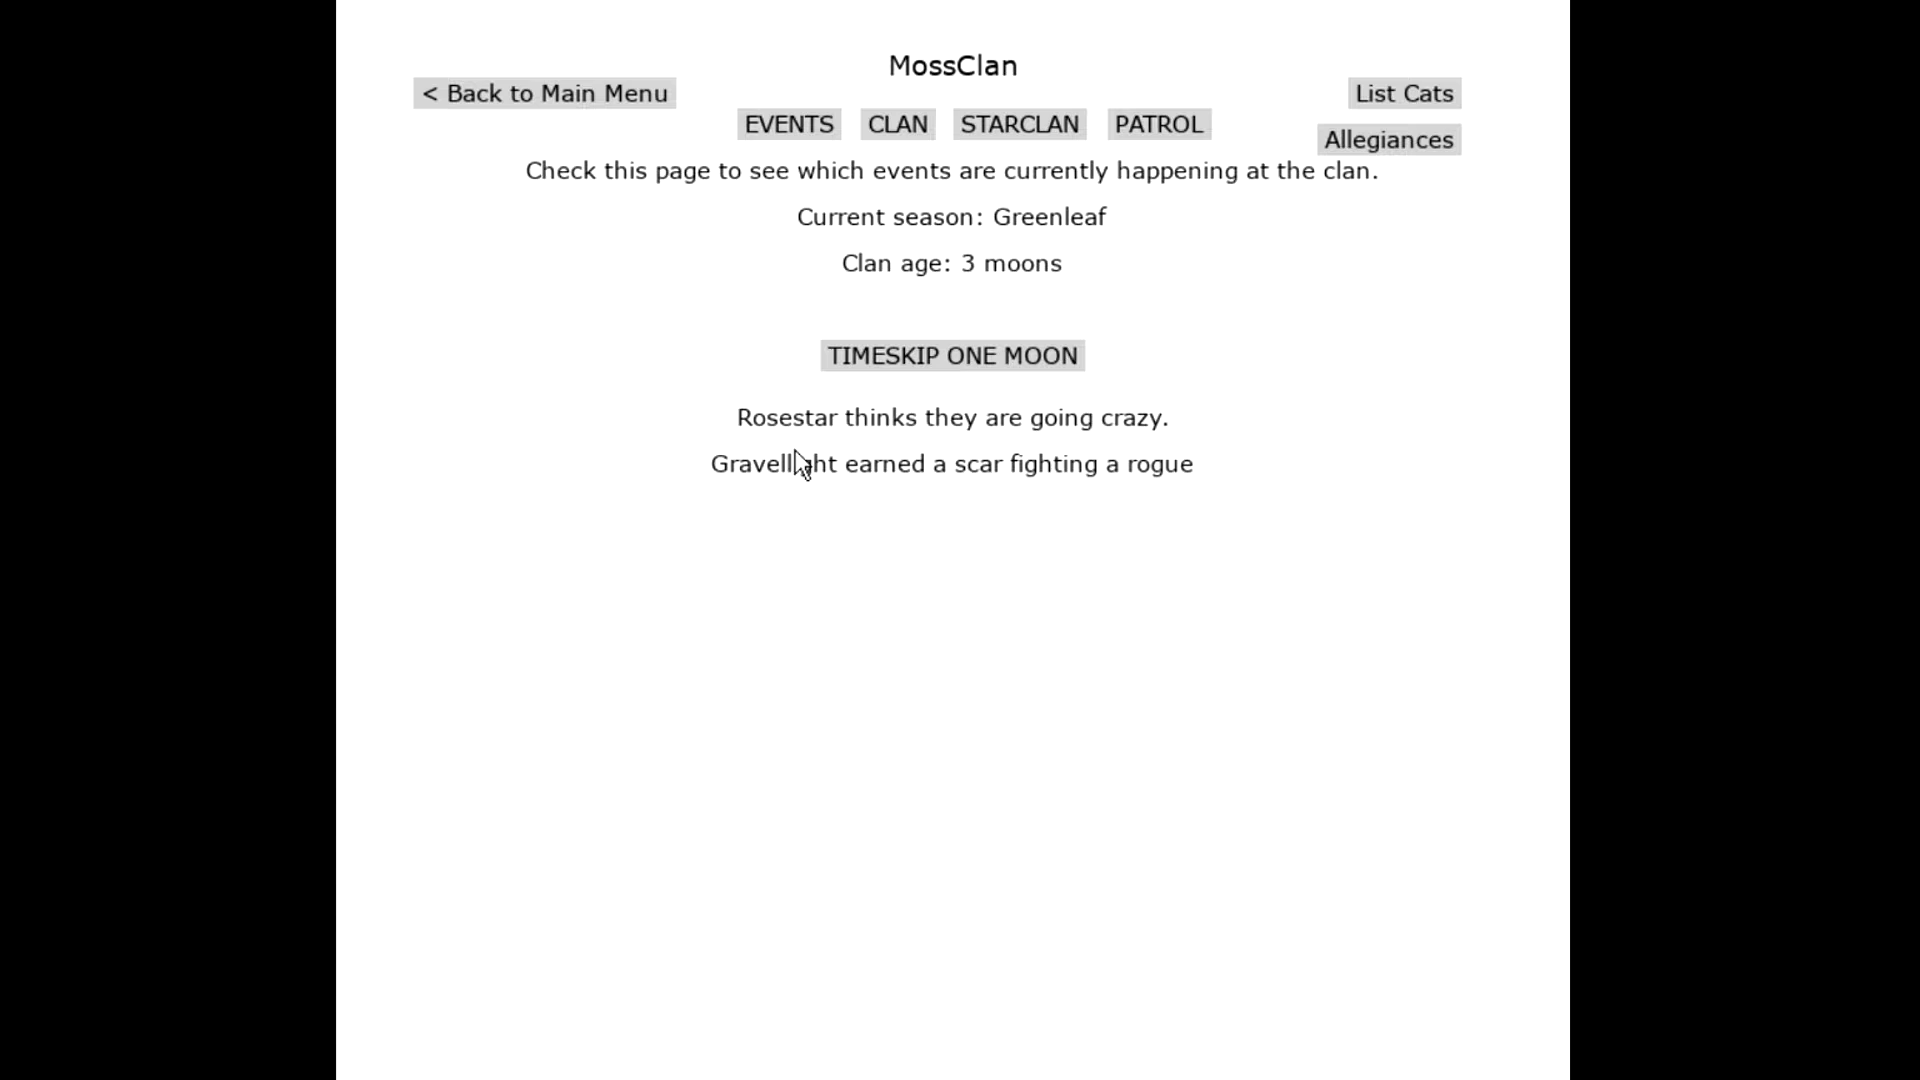 MossClan
< Back to Main Menu
List Cats
EVENTS CLAN STARCLAN PATROL
Allegiances
Check this page to see which events are currently happening at the clan.
Current season: Greenleaf
Clan age: 3 moons
TIMESKIP ONE MOON
Rosestar thinks they are going crazy.
earned a scar fighting a rogue